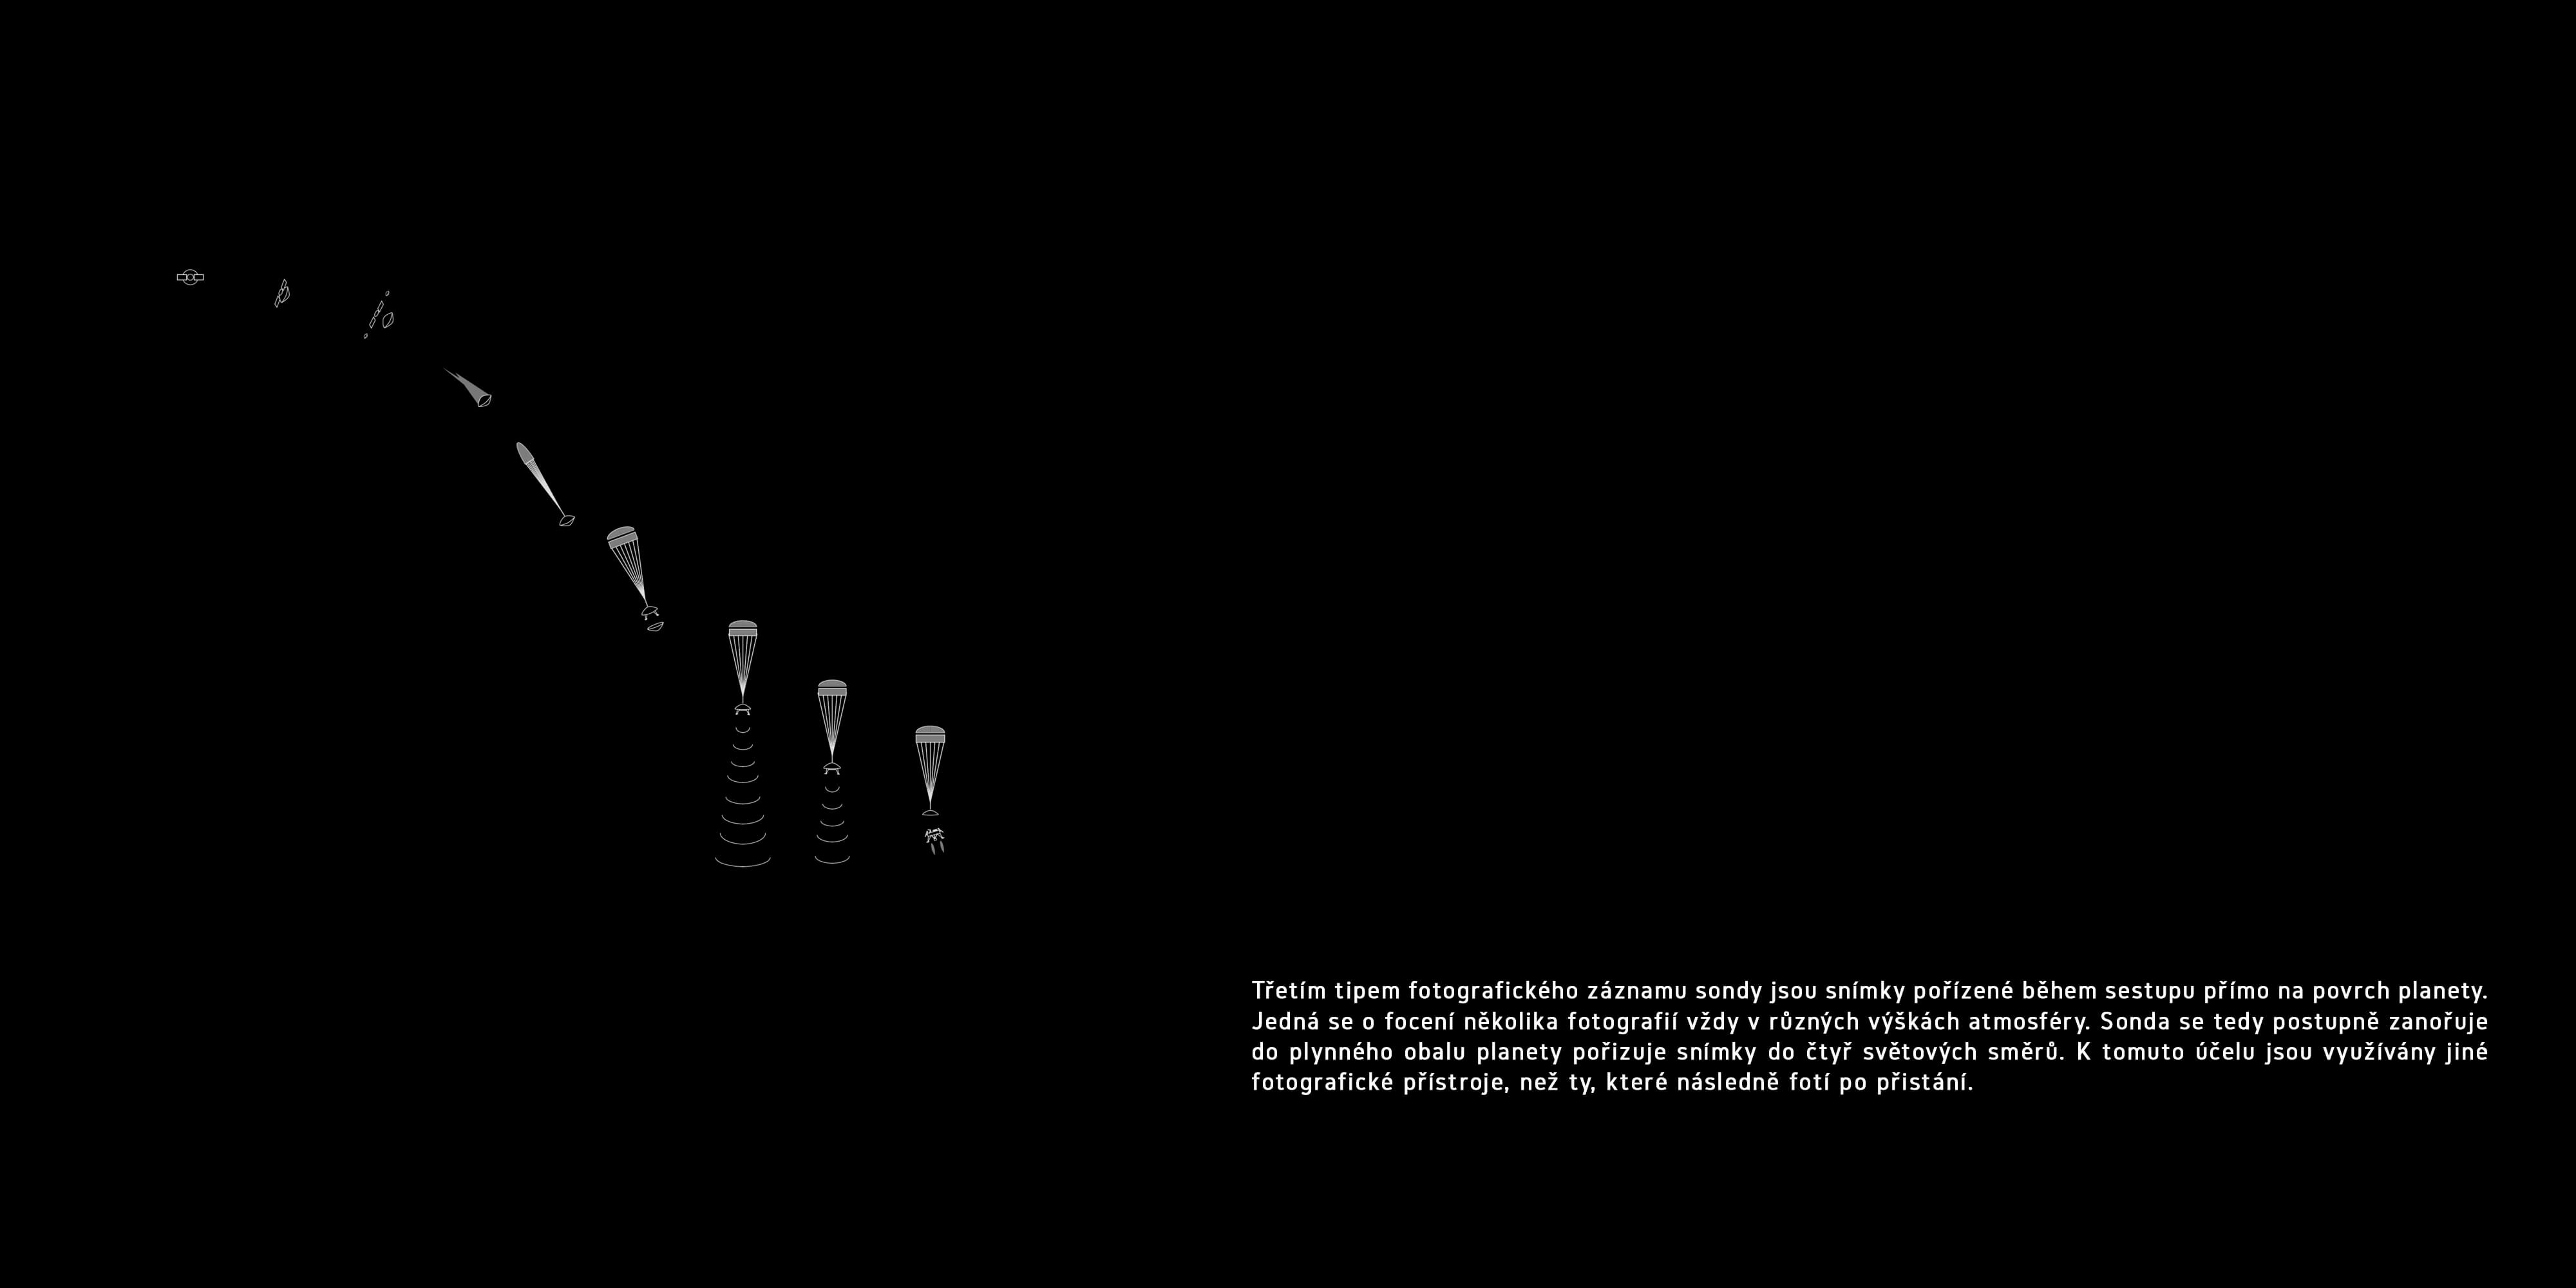 Třetím tipem fotografického záznamu sondy jsou snímky pořízené během sestupu přímo na povrch planety.
Jedná se o focení několika fotografií vždy v různých výškách atmosféry. Sonda se tedy postupně zanořuje
do plynného obalu planety pořizuje snímky do čtyř světových směrů. K tomuto účelu jsou využívány jiné
fotografické přístroje, než ty, které následně fotí po přistání.